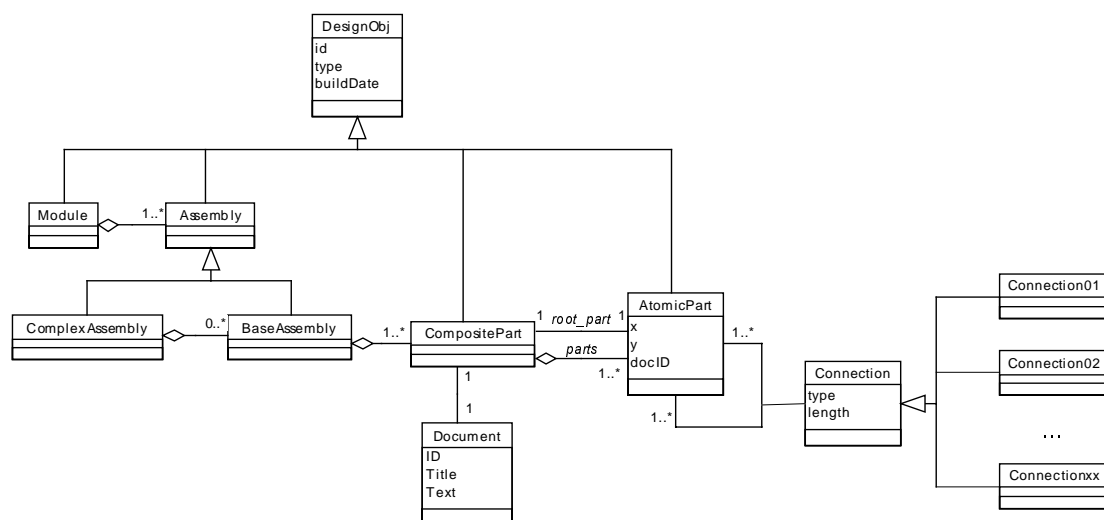 DesignObj
id
type
buildDate
Module
1..*
Assembly
ComplexAssembly
0..*
BaseAssembly
1..*
CompositePart
1
root_part
1
parts
1..*
AtomicPart
x
y
docID
1..*
1..*
Connection
type
length
Connection01
Connection02
...
Connectionxx
1
1
Document
ID
Title
Text